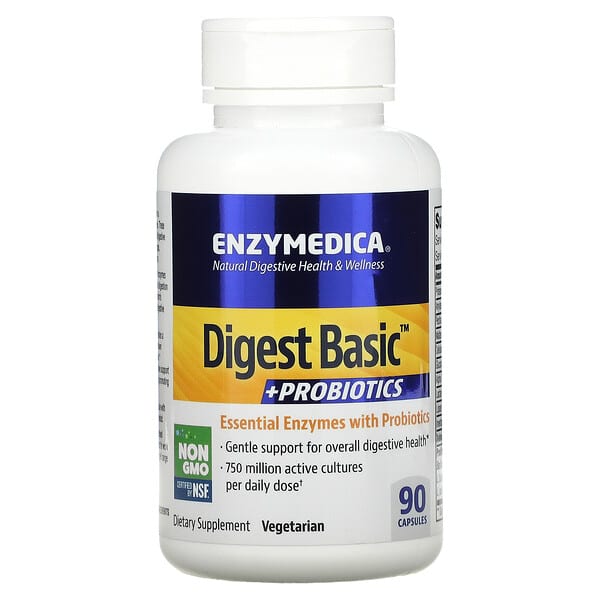 ENZYMEDICA®
Natural Digestive Health & Wellness
Digest Basic™
+PROBIOTICS
Essential Enzymes with Probiotics
· Gentle support for overall digestive health*
· 750 million active cultures
per daily dose†
NON
GMO
CERTIFIED
BY NSF
90
CAPSULES
Dietary Supplement Vegetarian